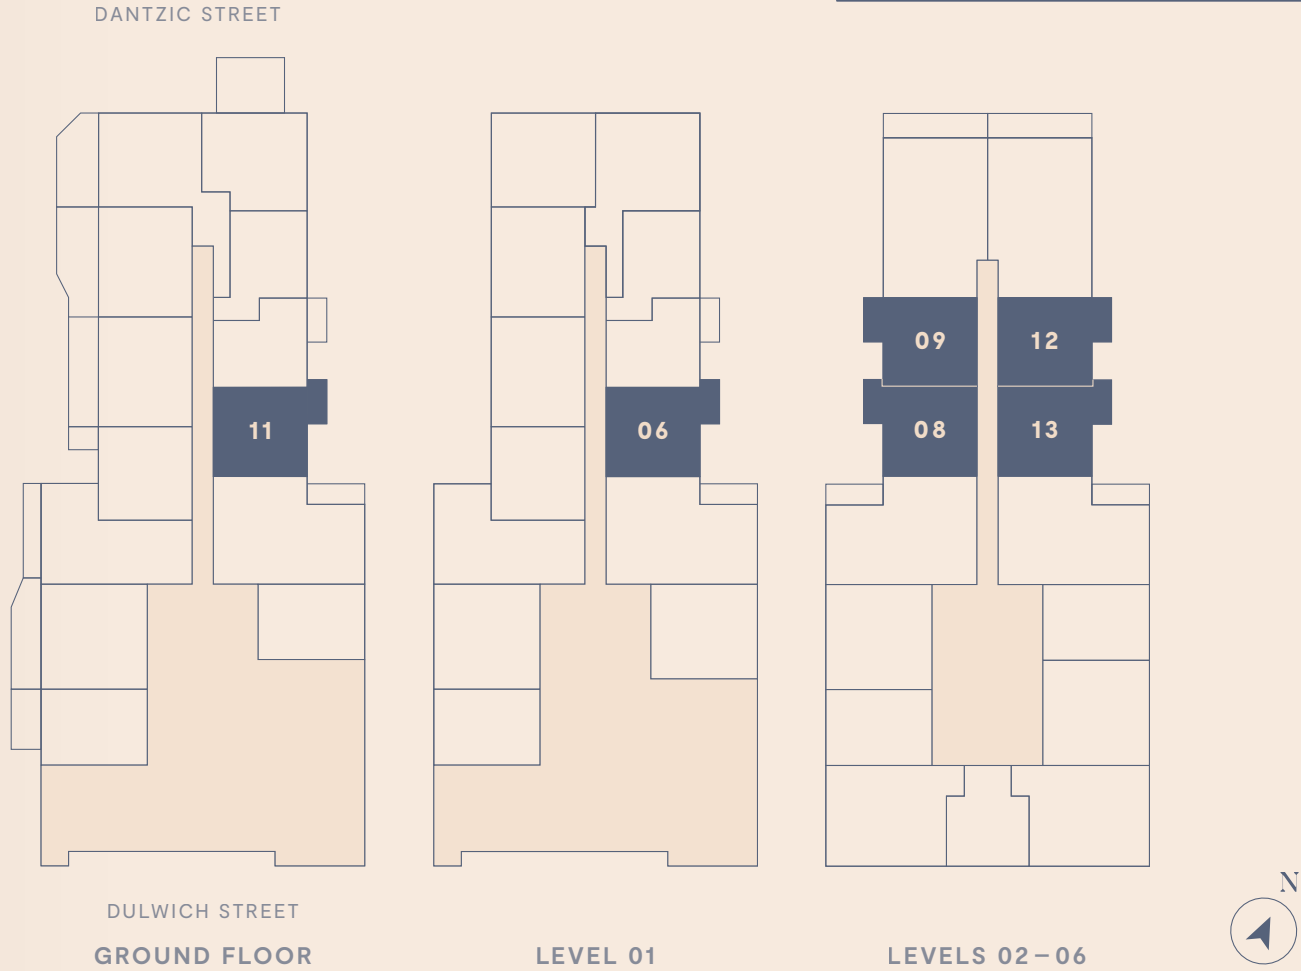 DANTZIC STREET
09
12
11
06
08
13
N
DULWICH STREET
GROUND FLOOR
LEVEL 01
LEVELS 02–06